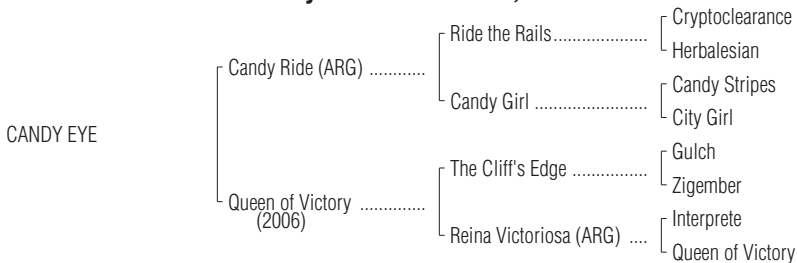 Cryptoclearance
Ride the Rails
Herbalesian
Candy Ride (ARG)
Candy Stripes
Candy Girl
City Girl
CANDY EYE
Gulch
The Cliff's Edge
Zigember
Queen of Victory
(2006)
Interprete
Reina Victoriosa (ARG)
Queen of Victory